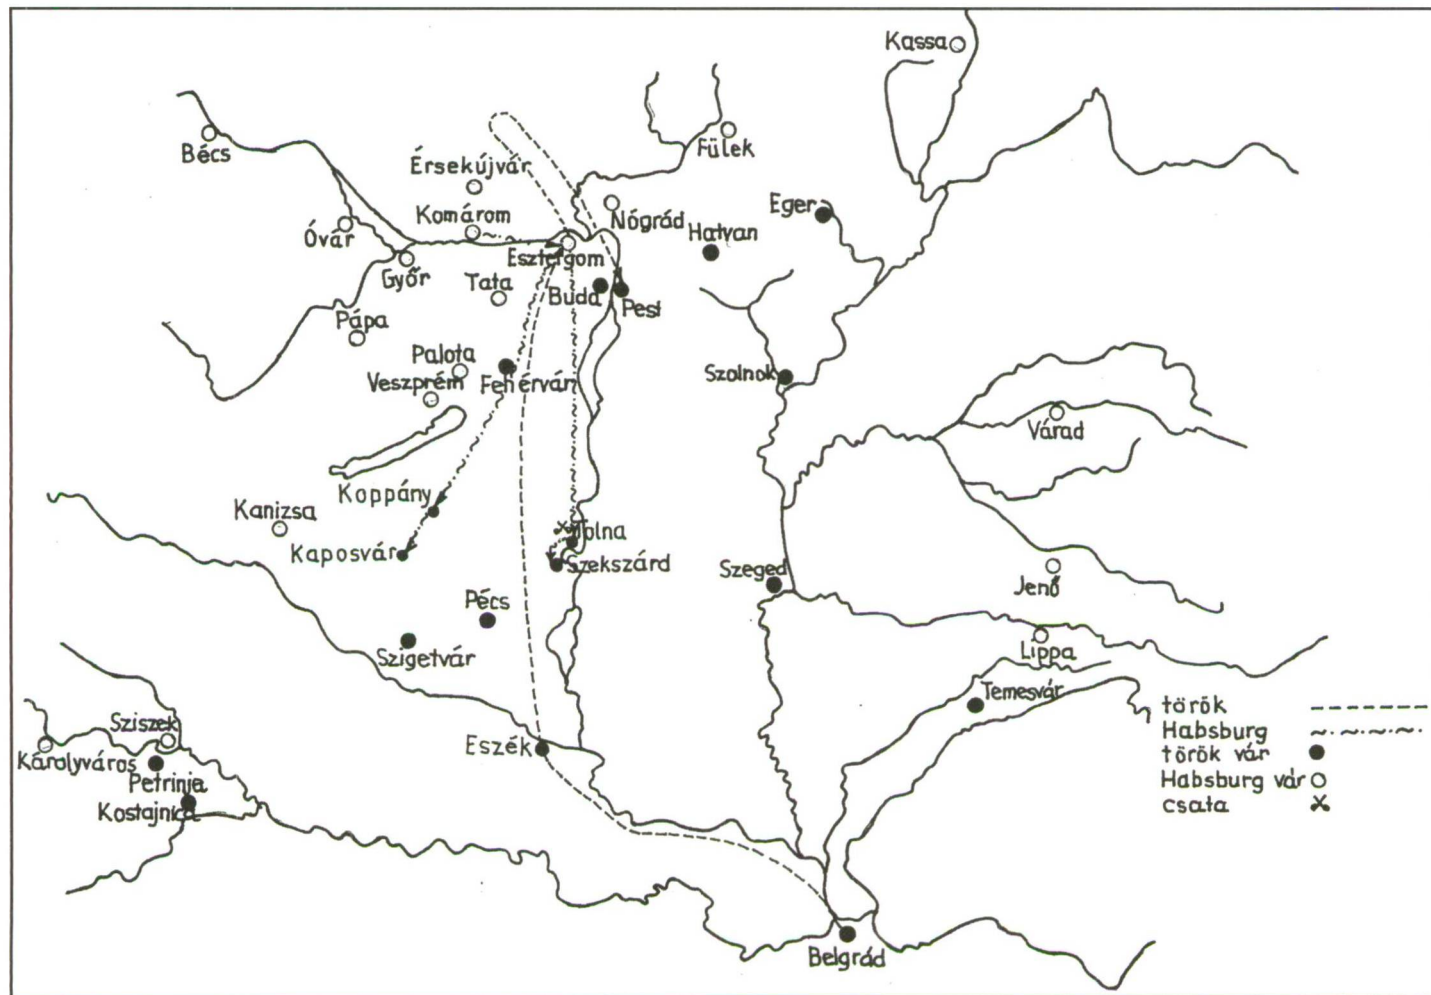 Kassa
Bécs
Fülek
Érsekújvár
Komárom
Nógrád
Eger
Hatvan
Óvár
Esztergom
Győr
Tata
Buda
Pest
Pápa
Palota
Veszprém
Fehérvár
Szolnok
Várad
Koppány
Kanizsa
Kaposvár
Tolna
Szekszárd
Szeged
Jenő
Pécs
Szigetvár
Lippa
Temesvár
Sziszek
Károlyváros
Petrinja
Kostajnica
Eszék
Belgrád
török
Habsburg
török vár
Habsburg vár
csata